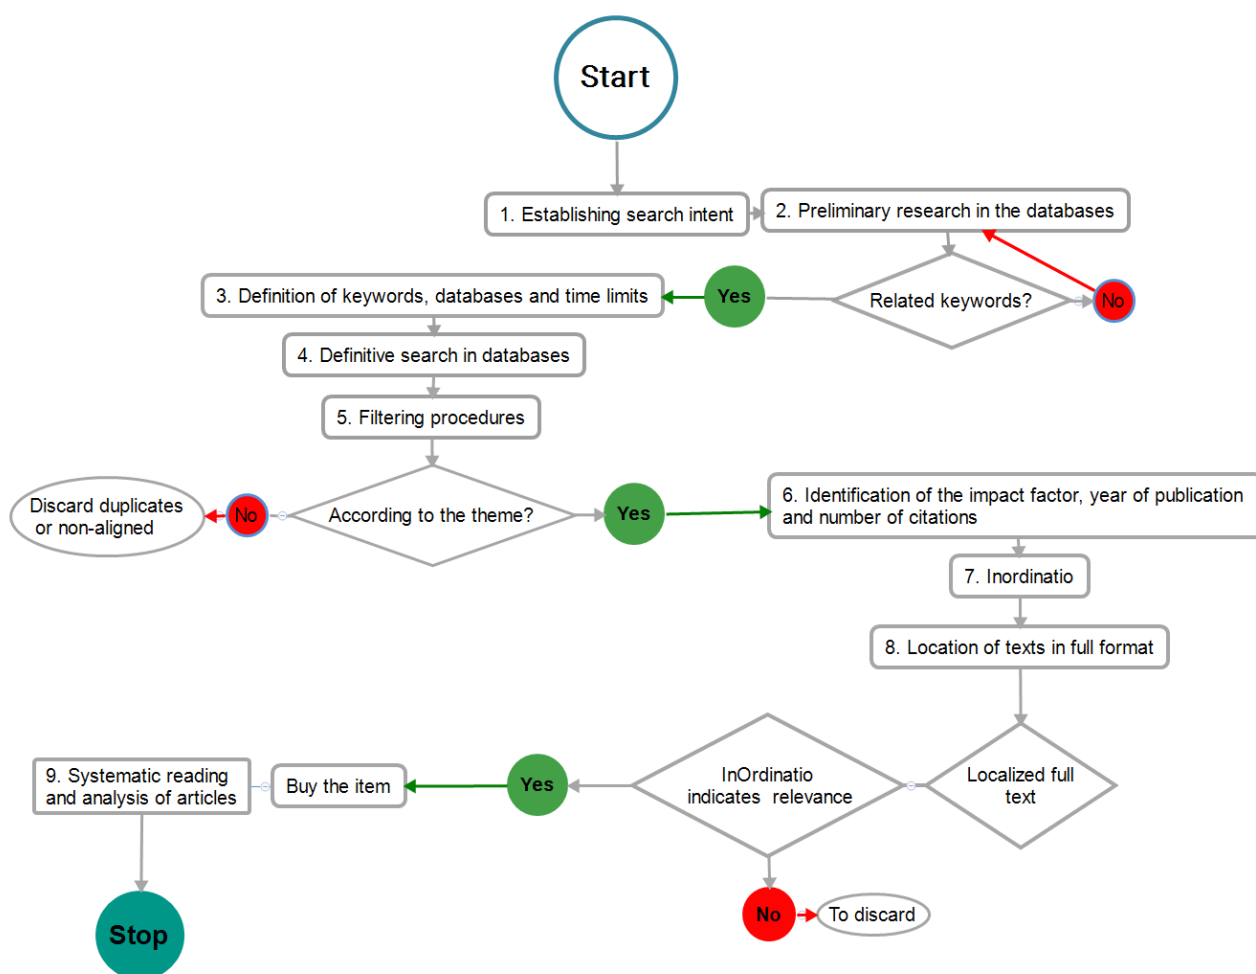 Start
1. Establishing search intent
2. Preliminary research in the databases
3. Definition of keywords, databases and time limits
Yes
Related keywords?
No
4. Definitive search in databases
5. Filtering procedures
Discard duplicates
or non-aligned
No
According to the theme?
Yes
6. Identification of the impact factor, year of publication
and number of citations
7. Inordinatio
8. Location of texts in full format
9. Systematic reading
and analysis of articles
Buy the item
Yes
InOrdinatio
indicates relevance
Localized full
text
No
To discard
Stop